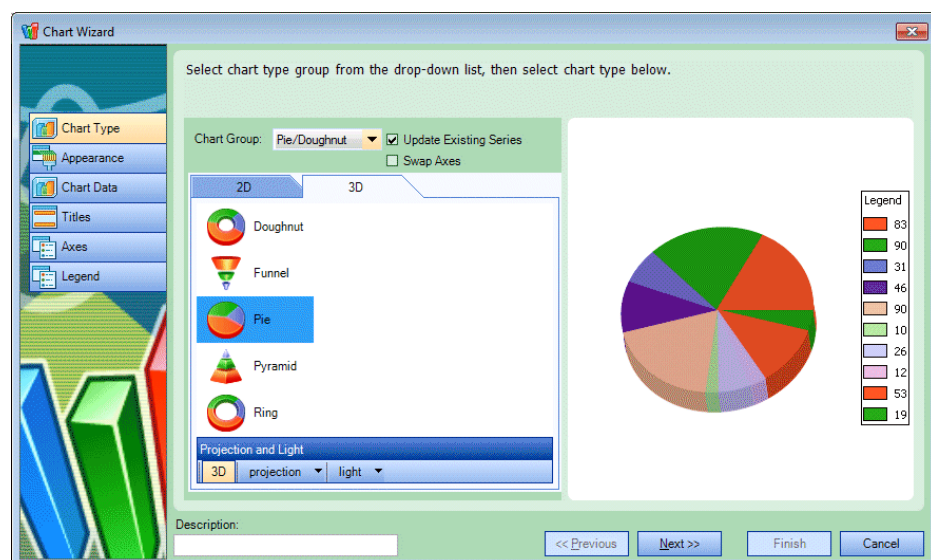 Chart Wizard
Select chart type group from the drop-down list, then select chart type below.
Chart Type
Appearance
Chart Data
Titles
Axes
Legend
Chart Group: Pie/Doughnut Update Existing Series
Swap Axes
2D 3D
Doughnut
Funnel
Pie
Pyramid
Ring
Projection and Light
3D projection light
Legend
83
90
31
46
90
10
26
12
53
19
Description:
<< Previous Next >> Finish Cancel